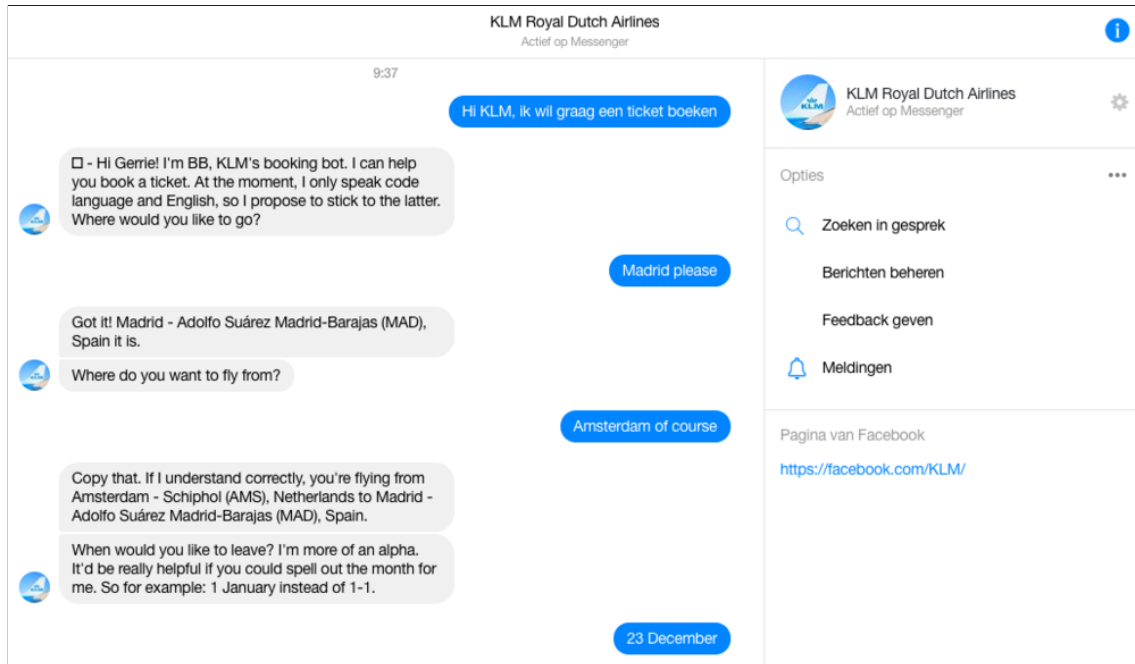 KLM Royal Dutch Airlines
Actief op Messenger
i
9:37
Hi KLM, ik wil graag een ticket boeken
☐ - Hi Gerrie! I'm BB, KLM's booking bot. I can help
you book a ticket. At the moment, I only speak code
language and English, so I propose to stick to the latter.
Where would you like to go?
Madrid please
Got it! Madrid - Adolfo Suárez Madrid-Barajas (MAD),
Spain it is.
Where do you want to fly from?
Amsterdam of course
Copy that. If I understand correctly, you're flying from
Amsterdam - Schiphol (AMS), Netherlands to Madrid -
Adolfo Suárez Madrid-Barajas (MAD), Spain.
When would you like to leave? I'm more of an alpha.
It'd be really helpful if you could spell out the month for
me. So for example: 1 January instead of 1-1.
23 December
KLM
KLM Royal Dutch Airlines
Actief op Messenger
Opties
Zoeken in gesprek
Berichten beheren
Feedback geven
Meldingen
Pagina van Facebook
https://facebook.com/KLM/